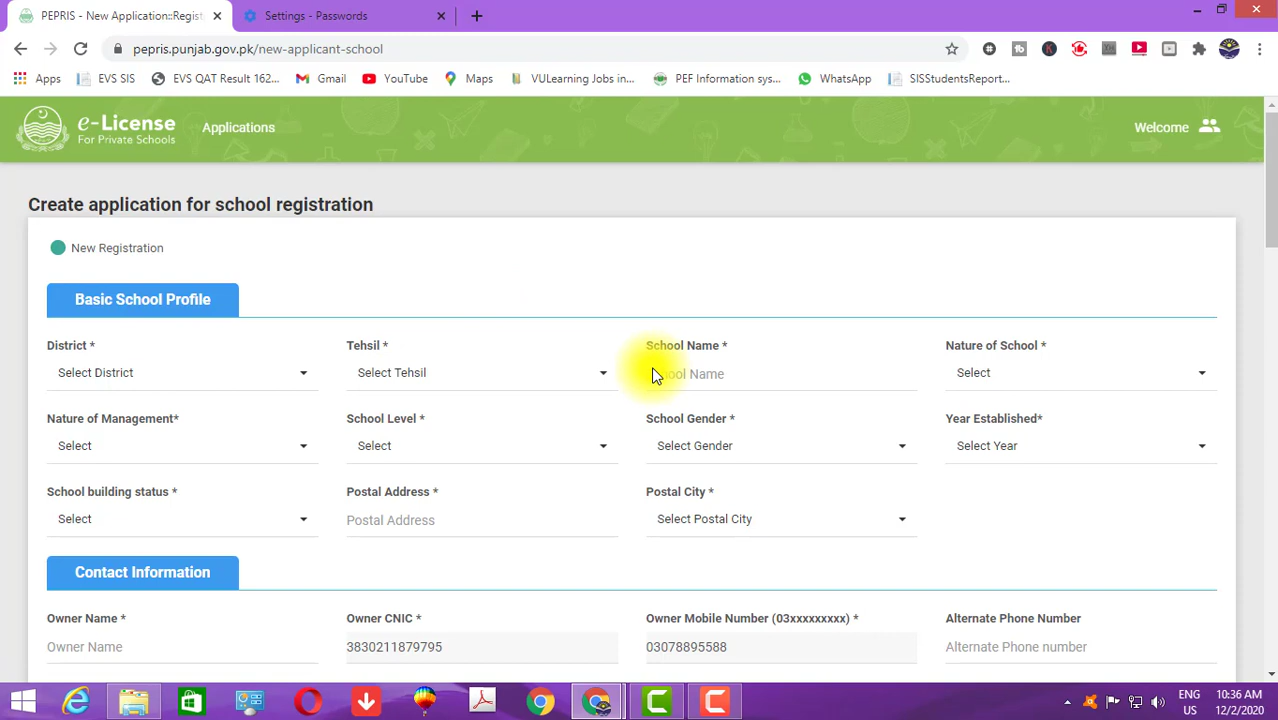 PEPRIS - New Application::Regist
Settings - Passwords
pepris.punjab.gov.pk/new-applicant-school
Apps
EVS SIS
EVS QAT Result 162...
Gmail
YouTube
Maps
VULearning Jobs in...
PEF Information sys...
WhatsApp
SISStudentsReport...
e-License
For Private Schools
Applications
Welcome
Create application for school registration
New Registration
Basic School Profile
District * Tehsil * School Name * Nature of School *
Select District Select Tehsil School Name Select
Nature of Management* School Level * School Gender * Year Established*
Select Select Select Gender Select Year
School building status * Postal Address * Postal City *
Select Postal Address Select Postal City
Contact Information
Owner Name * Owner CNIC * Owner Mobile Number (03xxxxxxxxx) * Alternate Phone Number
Owner Name 3830211879795 03078895588 Alternate Phone number
ENG 10:36 AM
US 12/2/2020